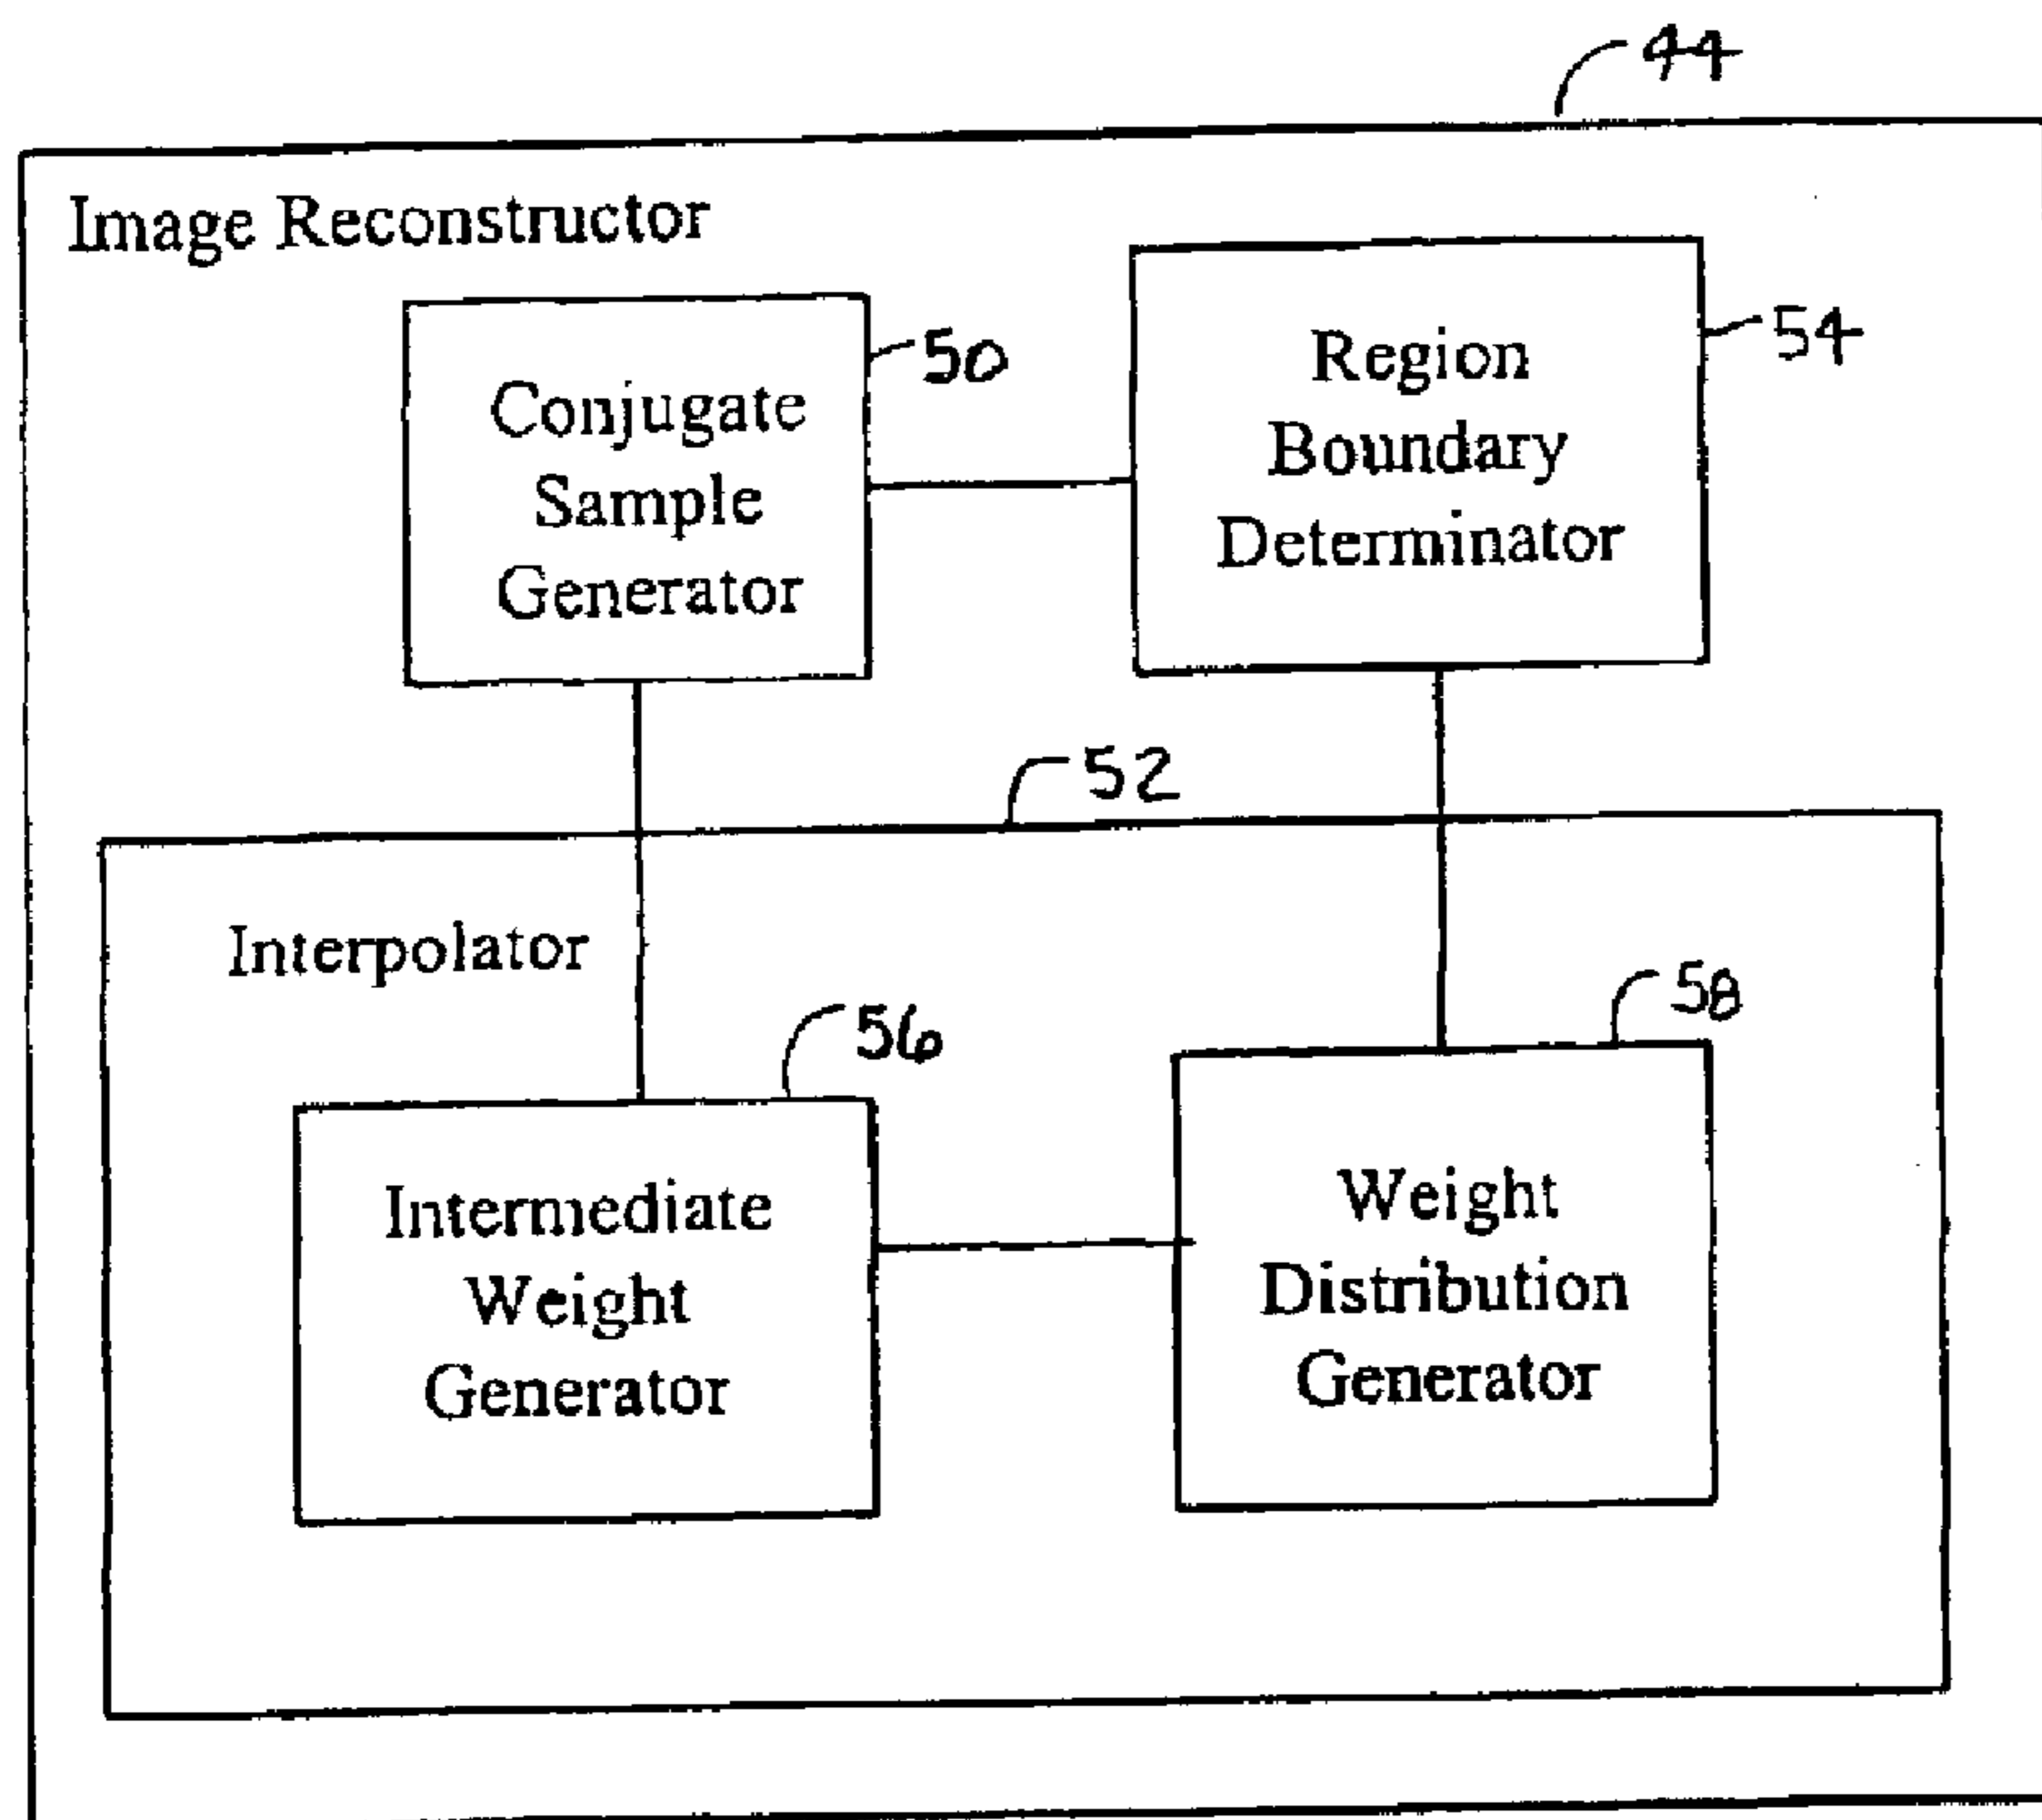 44
Image Reconstructor
Conjugate
Sample
Generator
50
Region
Boundary
Determinator
54
52
Interpolator
56
Intermediate
Weight
Generator
58
Weight
Distribution
Generator